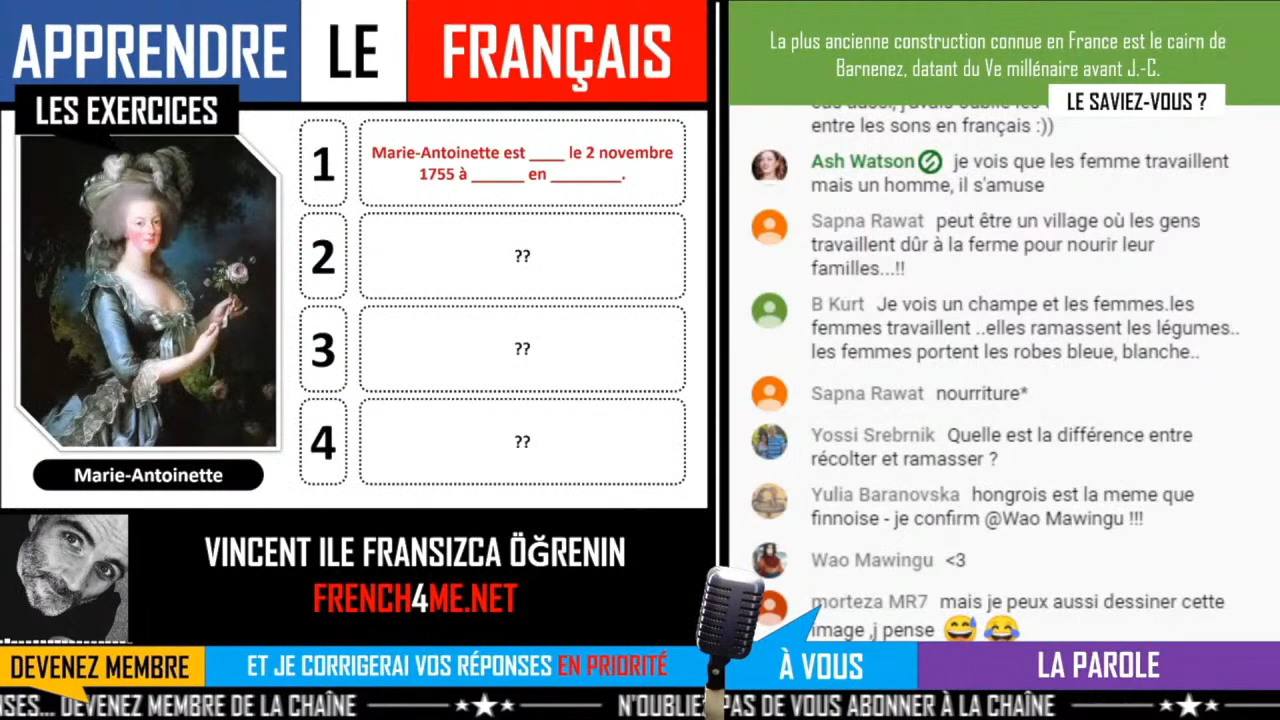 APPRENDRE LE FRANÇAIS
LES EXERCICES
1
Marie-Antoinette est ____ le 2 novembre
1755 à ______ en ________.
2
??
3
??
4
??
Marie-Antoinette
VINCENT ILE FRANSIZCA ÖĞRENIN
FRENCH4ME.NET
DEVENEZ MEMBRE
ET JE CORRIGERAI VOS RÉPONSES EN PRIORITÉ
La plus ancienne construction connue en France est le cairn de
Barnenez, datant du Ve millénaire avant J.-C.
LE SAVIEZ-VOUS ?
entre les sons en français :))
Ash Watson je vois que les femme travaillent
mais un homme, il s'amuse
Sapna Rawat peut être un village où les gens
travaillent dûr à la ferme pour nourir leur
familles...!!
B Kurt Je vois un champe et les femmes.les
femmes travaillent ..elles ramassent les légumes..
les femmes portent les robes bleue, blanche..
Sapna Rawat nourriture*
Yossi Srebrnik Quelle est la différence entre
récolter et ramasser ?
Yulia Baranovska hongrois est la meme que
finnoise - je confirm @Wao Mawingu !!!
Wao Mawingu <3
morteza MR7 mais je peux aussi dessiner cette
image ,j pense 😅 😂
À VOUS
LA PAROLE
DEVENEZ MEMBRE DE LA CHAÎNE
N'OUBLIEZ PAS DE VOUS ABONNER À LA CHAÎNE